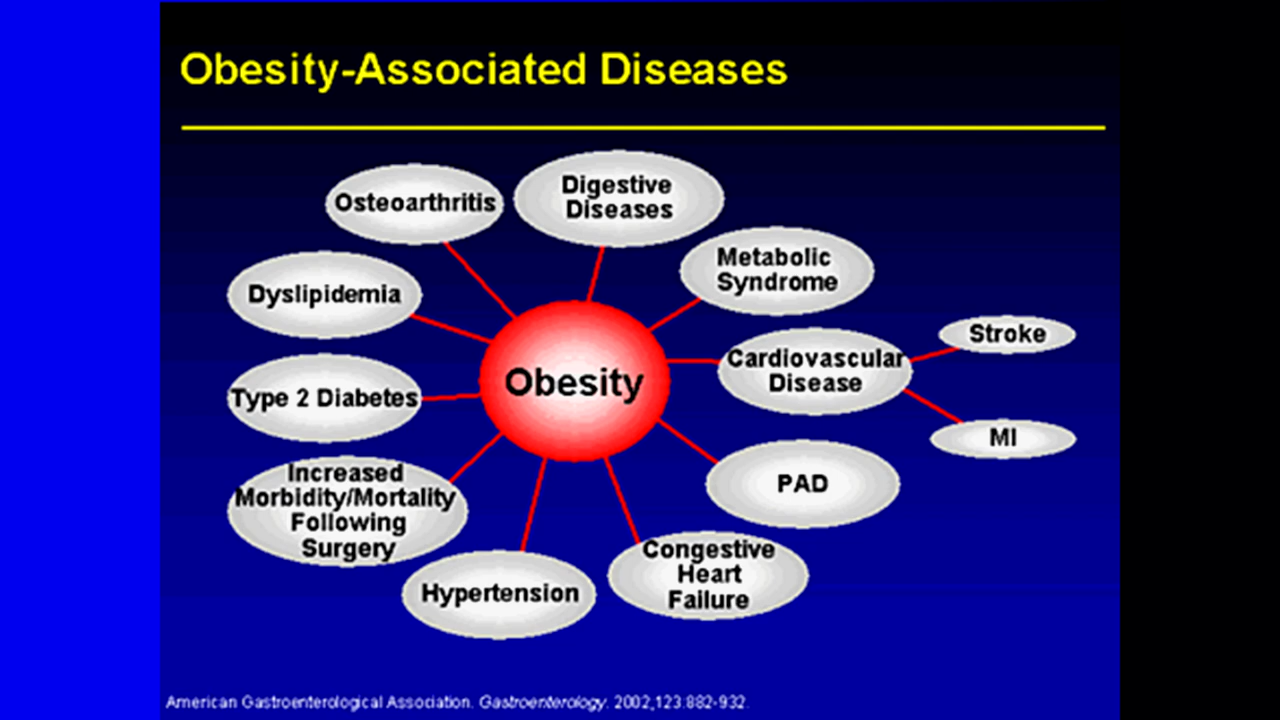 Obesity-Associated Diseases
Osteoarthritis
Digestive
Diseases
Metabolic
Syndrome
Dyslipidemia
Stroke
Cardiovascular
Disease
Obesity
Type 2 Diabetes
MI
Increased
Morbidity/Mortality
Following
Surgery
PAD
Congestive
Heart
Failure
Hypertension
American Gastroenterological Association. Gastroenterology. 2002;123:882-932.